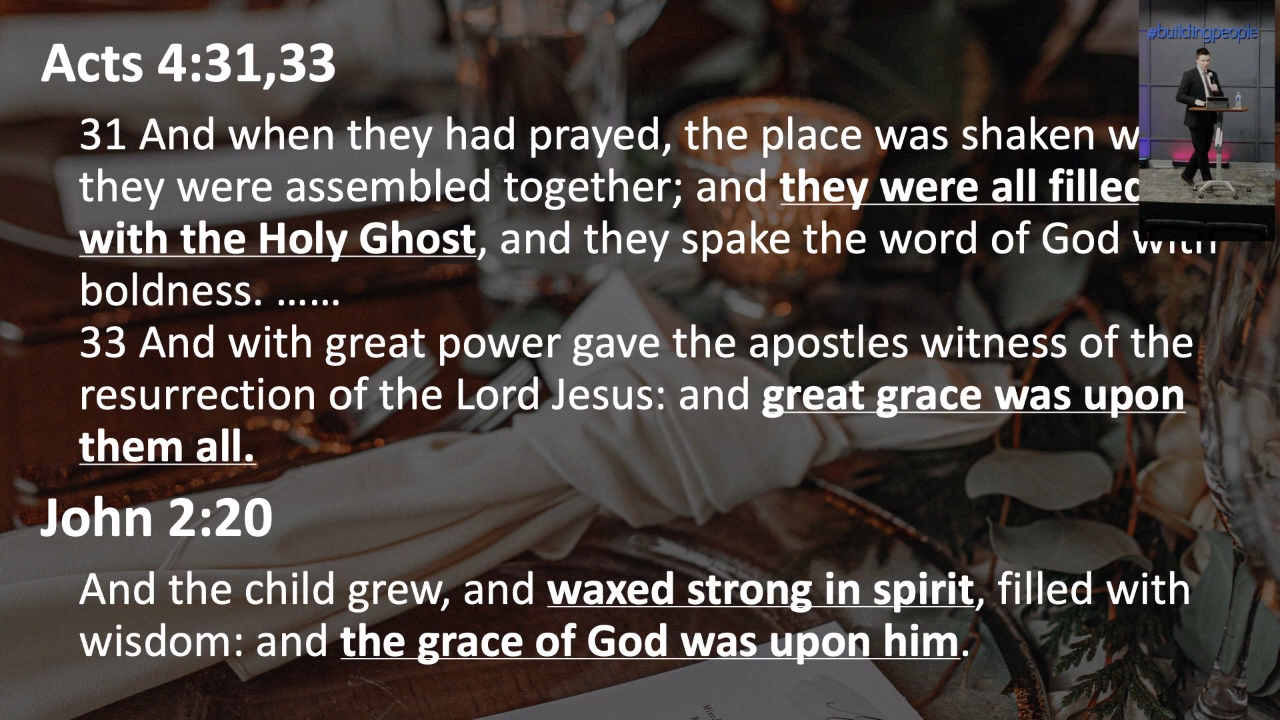 Acts 4:31,33
#buildingpeople
31 And when they had prayed, the place was shaken
they were assembled together; and they were all filled
with the Holy Ghost, and they spake the word of God with
boldness. ......
33 And with great power gave the apostles witness of the
resurrection of the Lord Jesus: and great grace was upon
them all.
John 2:20
And the child grew, and waxed strong in spirit, filled with
wisdom: and the grace of God was upon him.